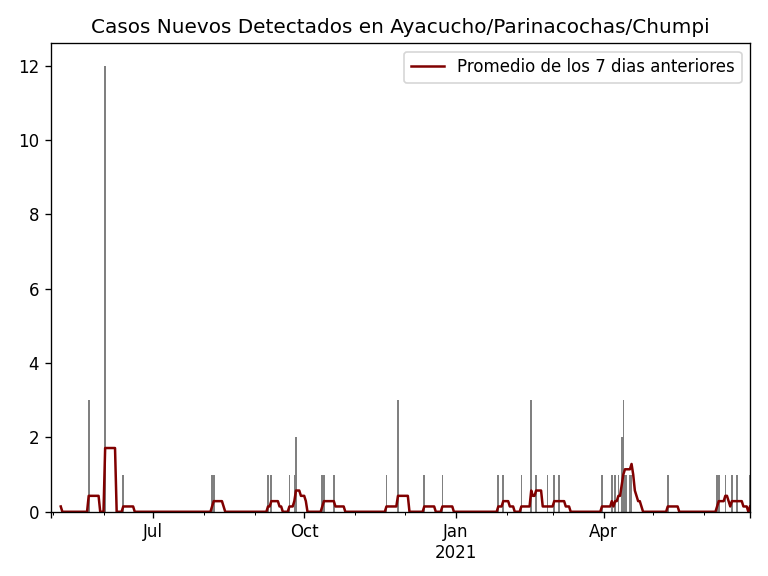 Casos Nuevos Detectados en Ayacucho/Parinacochas/Chumpi
Promedio de los 7 dias anteriores
12
10
8
6
4
2
0
Jul
Oct
Jan
Apr
2021